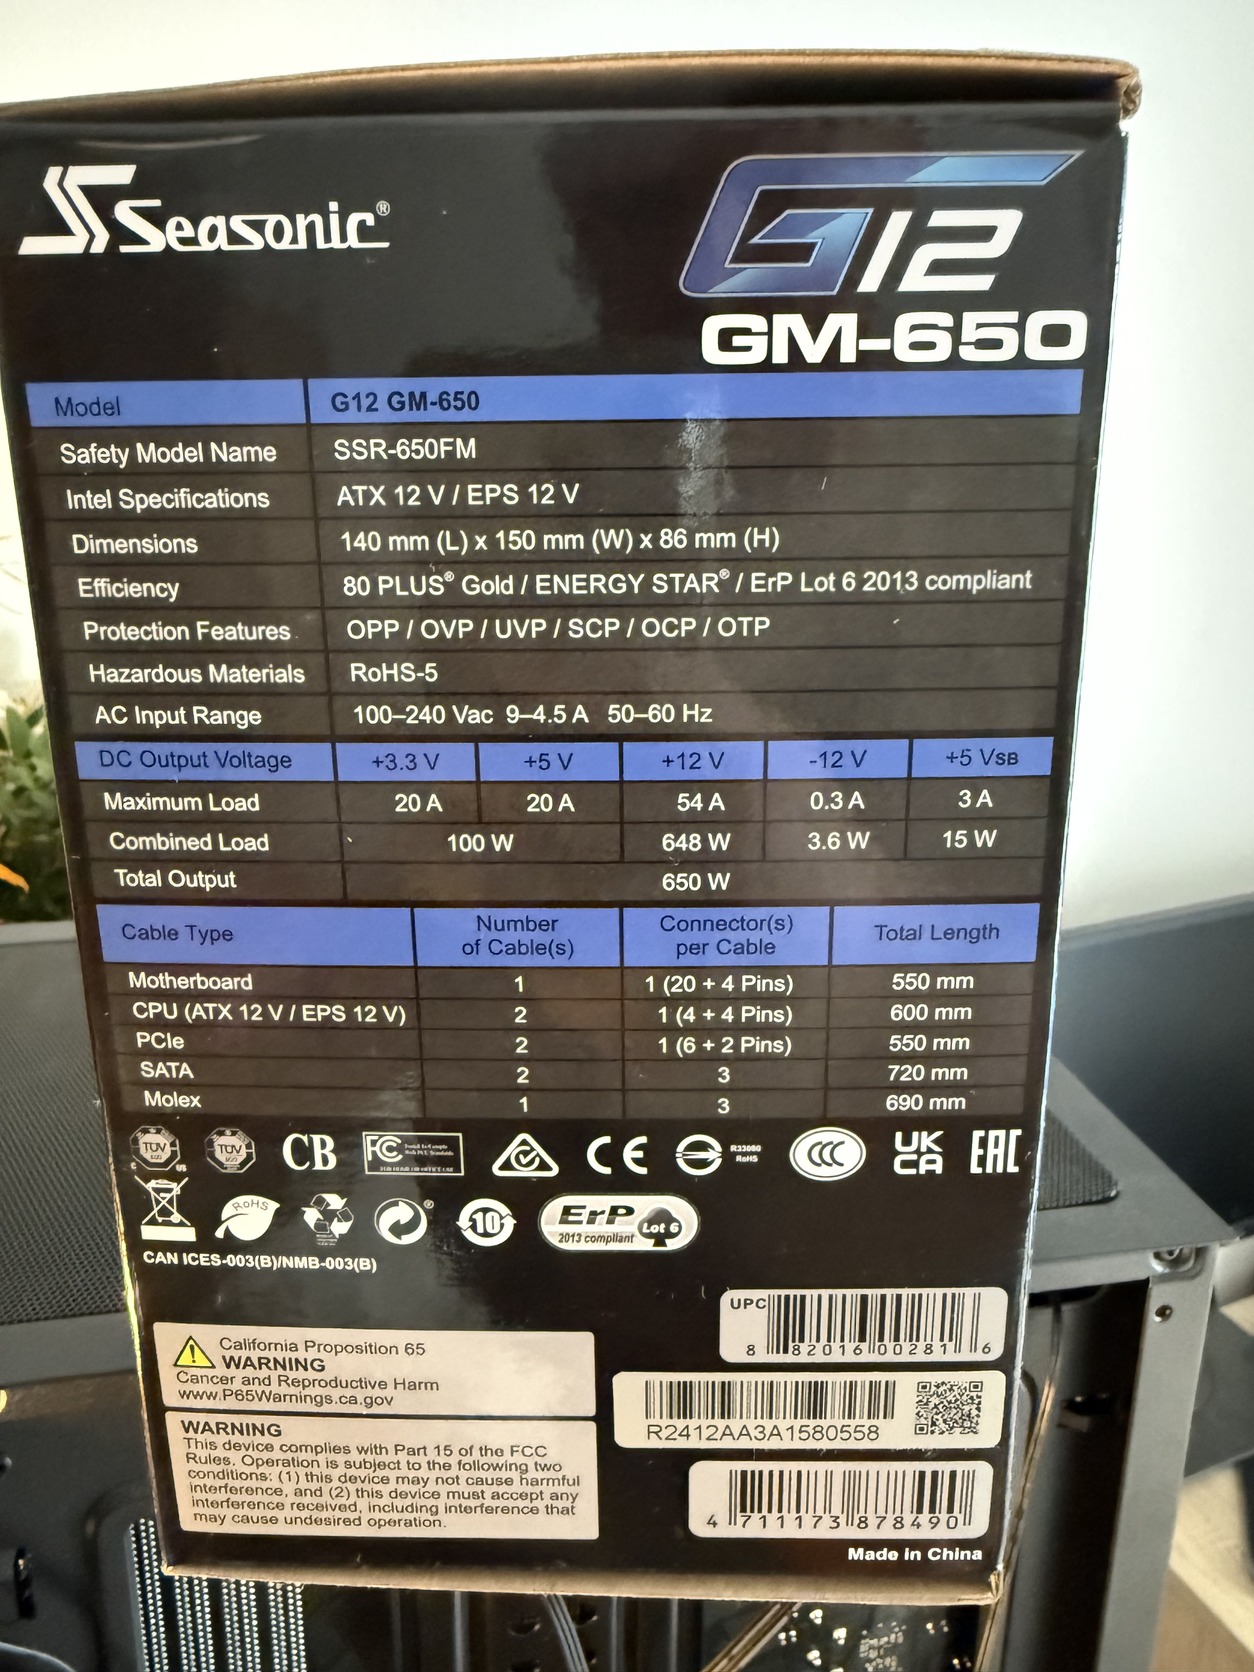 Seasonic®
G12
GM-650
Model G12 GM-650
Safety Model Name SSR-650FM
Intel Specifications ATX 12 V / EPS 12 V
Dimensions 140 mm (L) x 150 mm (W) x 86 mm (H)
Efficiency 80 PLUS® Gold / ENERGY STAR® / ErP Lot 6 2013 compliant
Protection Features OPP / OVP / UVP / SCP / OCP / OTP
Hazardous Materials RoHS-5
AC Input Range 100–240 Vac 9–4.5 A 50–60 Hz
DC Output Voltage +3.3 V +5 V +12 V -12 V +5 VSB
Maximum Load 20 A 20 A 54 A 0.3 A 3 A
Combined Load 100 W 648 W 3.6 W 15 W
Total Output 650 W
Cable Type Number of Cable(s) Connector(s) per Cable Total Length
Motherboard 1 1 (20 + 4 Pins) 550 mm
CPU (ATX 12 V / EPS 12 V) 2 1 (4 + 4 Pins) 600 mm
PCIe 2 1 (6 + 2 Pins) 550 mm
SATA 2 3 720 mm
Molex 1 3 690 mm
TÜV TÜV CB FC CE R33080 RoHS CCC UK CA EAC
RoHS 10 ErP Lot 6 2013 compliant ®
CAN ICES-003(B)/NMB-003(B)
California Proposition 65
WARNING
Cancer and Reproductive Harm
www.P65Warnings.ca.gov
WARNING
This device complies with Part 15 of the FCC
Rules. Operation is subject to the following two
conditions: (1) this device may not cause harmful
interference, and (2) this device must accept any
interference received, including interference that
may cause undesired operation.
UPC
8 82016 00281 6
R2412AA3A1580558
4 711173 878490
Made in China